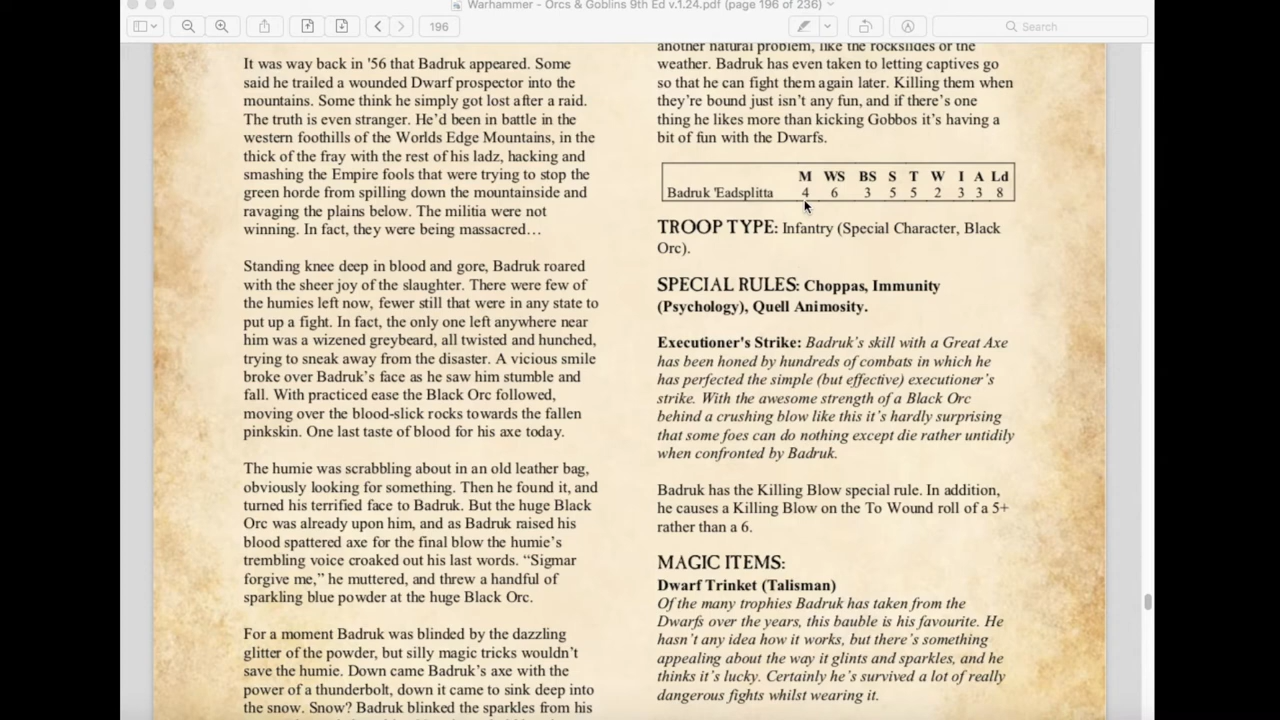 Warhammer - Orcs & Goblins 9th Ed v.1.24.pdf (page 196 of 236)
196
Search
It was way back in '56 that Badruk appeared. Some
said he trailed a wounded Dwarf prospector into the
mountains. Some think he simply got lost after a raid.
The truth is even stranger. He’d been in battle in the
western foothills of the Worlds Edge Mountains, in the
thick of the fray with the rest of his ladz, hacking and
smashing the Empire fools that were trying to stop the
green horde from spilling down the mountainside and
ravaging the plains below. The militia were not
winning. In fact, they were being massacred…
Standing knee deep in blood and gore, Badruk roared
with the sheer joy of the slaughter. There were few of
the humies left now, fewer still that were in any state to
put up a fight. In fact, the only one left anywhere near
him was a wizened greybeard, all twisted and hunched,
trying to sneak away from the disaster. A vicious smile
broke over Badruk’s face as he saw him stumble and
fall. With practiced ease the Black Orc followed,
moving over the blood-slick rocks towards the fallen
pinkskin. One last taste of blood for his axe today.
The humie was scrabbling about in an old leather bag,
obviously looking for something. Then he found it, and
turned his terrified face to Badruk. But the huge Black
Orc was already upon him, and as Badruk raised his
blood spattered axe for the final blow the humie’s
trembling voice croaked out his last words. “Sigmar
forgive me,” he muttered, and threw a handful of
sparkling blue powder at the huge Black Orc.
For a moment Badruk was blinded by the dazzling
glitter of the powder, but silly magic tricks wouldn’t
save the humie. Down came Badruk’s axe with the
power of a thunderbolt, down it came to sink deep into
the snow. Snow? Badruk blinked the sparkles from his
another natural problem, like the rockslides or the
weather. Badruk has even taken to letting captives go
so that he can fight them again later. Killing them when
they’re bound just isn’t any fun, and if there’s one
thing he likes more than kicking Gobbos it’s having a
bit of fun with the Dwarfs.
M WS BS S T W I A Ld
Badruk 'Eadsplitta 4 6 3 5 5 2 3 3 8
TROOP TYPE: Infantry (Special Character, Black
Orc).
SPECIAL RULES: Choppas, Immunity
(Psychology), Quell Animosity.
Executioner's Strike: Badruk’s skill with a Great Axe
has been honed by hundreds of combats in which he
has perfected the simple (but effective) executioner’s
strike. With the awesome strength of a Black Orc
behind a crushing blow like this it’s hardly surprising
that some foes can do nothing except die rather untidily
when confronted by Badruk.
Badruk has the Killing Blow special rule. In addition,
he causes a Killing Blow on the To Wound roll of a 5+
rather than a 6.
MAGIC ITEMS:
Dwarf Trinket (Talisman)
Of the many trophies Badruk has taken from the
Dwarfs over the years, this bauble is his favourite. He
hasn’t any idea how it works, but there’s something
appealing about the way it glints and sparkles, and he
thinks it’s lucky. Certainly he’s survived a lot of really
dangerous fights whilst wearing it.